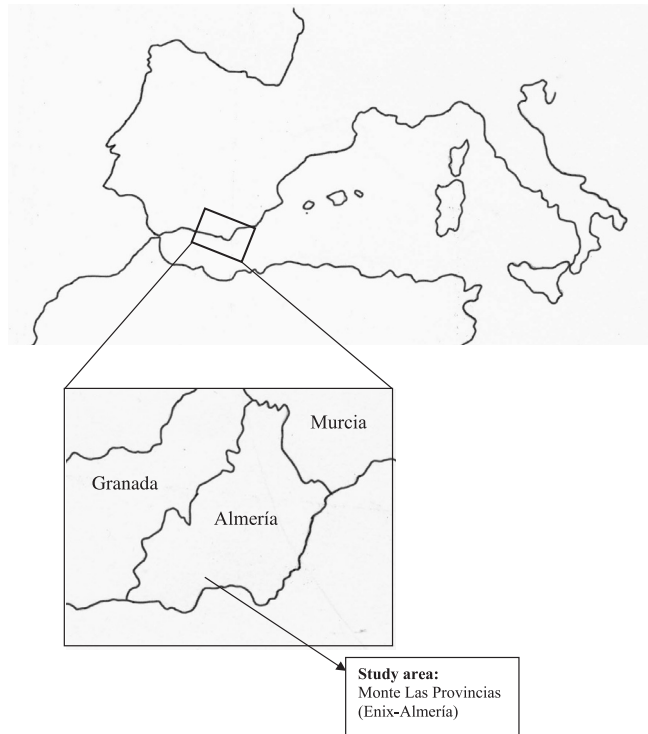 Murcia
Granada
Almería
Study area:
Monte Las Provincias
(Enix-Almería)